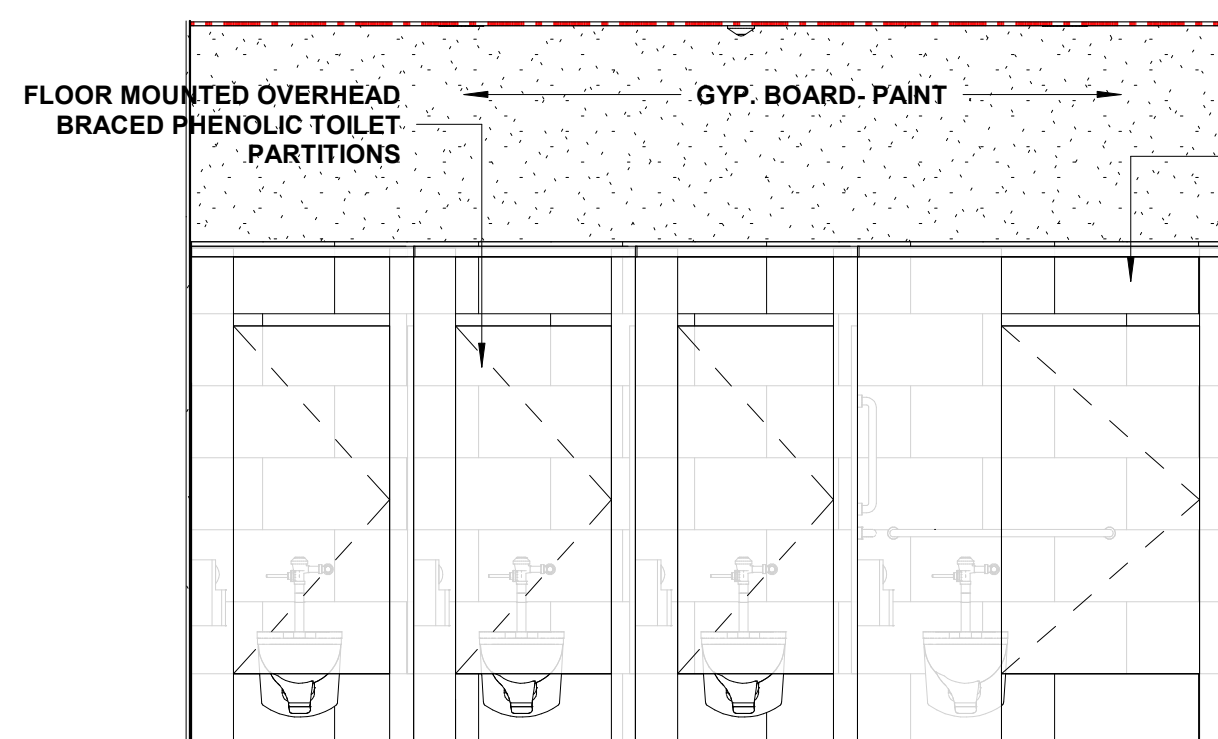 FLOOR MOUNTED OVERHEAD
BRACED PHENOLIC TOILET
PARTITIONS
GYP. BOARD- PAINT